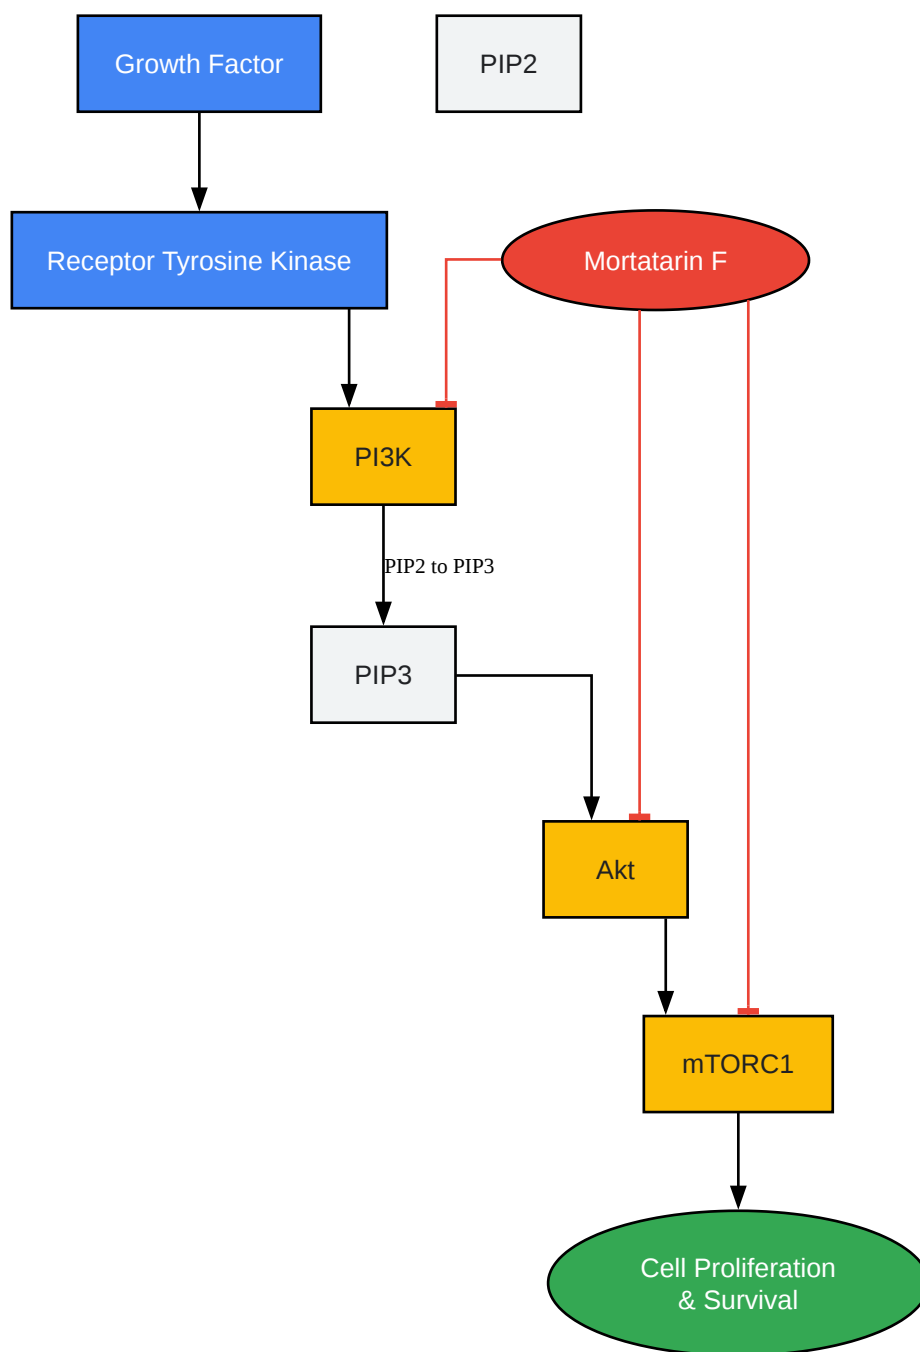 Growth Factor
PIP2
Receptor Tyrosine Kinase
Mortatarin F
PI3K
PIP2 to PIP3
PIP3
Akt
mTORC1
Cell Proliferation
& Survival